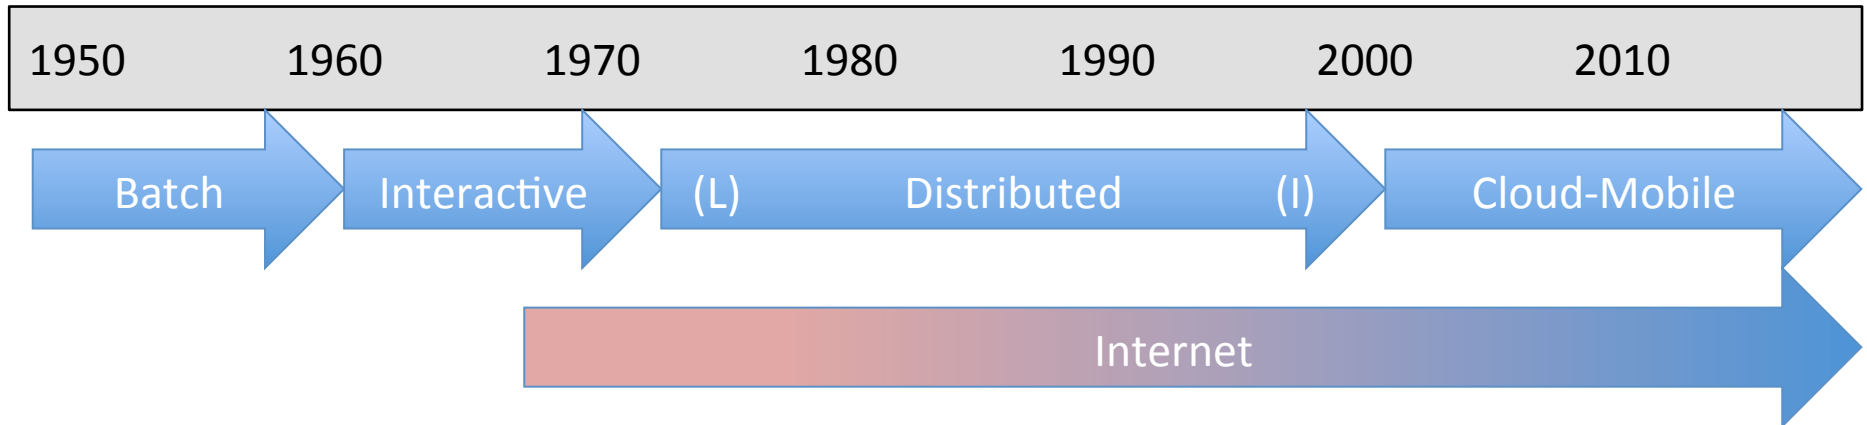 1950 1960 1970 1980 1990 2000 2010
Batch Interactive (L) Distributed (I) Cloud-Mobile
Internet